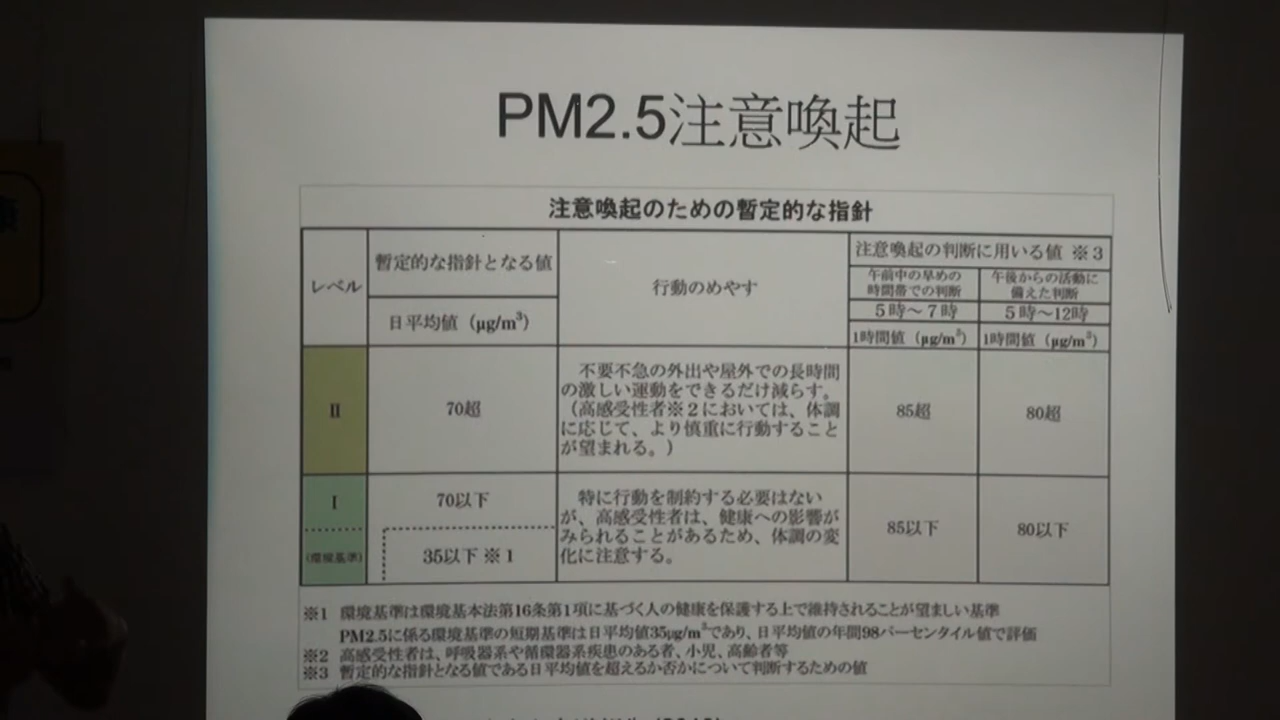 PM2.5注意喚起
注意喚起のための暫定的な指針
レベル
暫定的な指針となる値
日平均値（μg/m³）
行動のめやす
注意喚起の判断に用いる値 ※３
午前中の早めの
時間帯での判断
午後からの活動に
備えた判断
５時～７時
５時～12時
1時間値（μg/m³）
1時間値（μg/m³）
Ⅱ
70超
不要不急の外出や屋外での長時間
の激しい運動をできるだけ減らす。
（高感受性者※２においては、体調
に応じて、より慎重に行動すること
が望まれる。）
85超
80超
Ⅰ
（環境基準）
70以下
35以下 ※１
特に行動を制約する必要はない
が、高感受性者は、健康への影響が
みられることがあるため、体調の変
化に注意する。
85以下
80以下
※1 環境基準は環境基本法第16条第1項に基づく人の健康を保護する上で維持されることが望ましい基準
PM2.5に係る環境基準の短期基準は日平均値35μg/m³であり、日平均値の年間98パーセンタイル値で評価
※2 高感受性者は、呼吸器系や循環器系疾患のある者、小児、高齢者等
※3 暫定的な指針となる値である日平均値を超えるか否かについて判断するための値